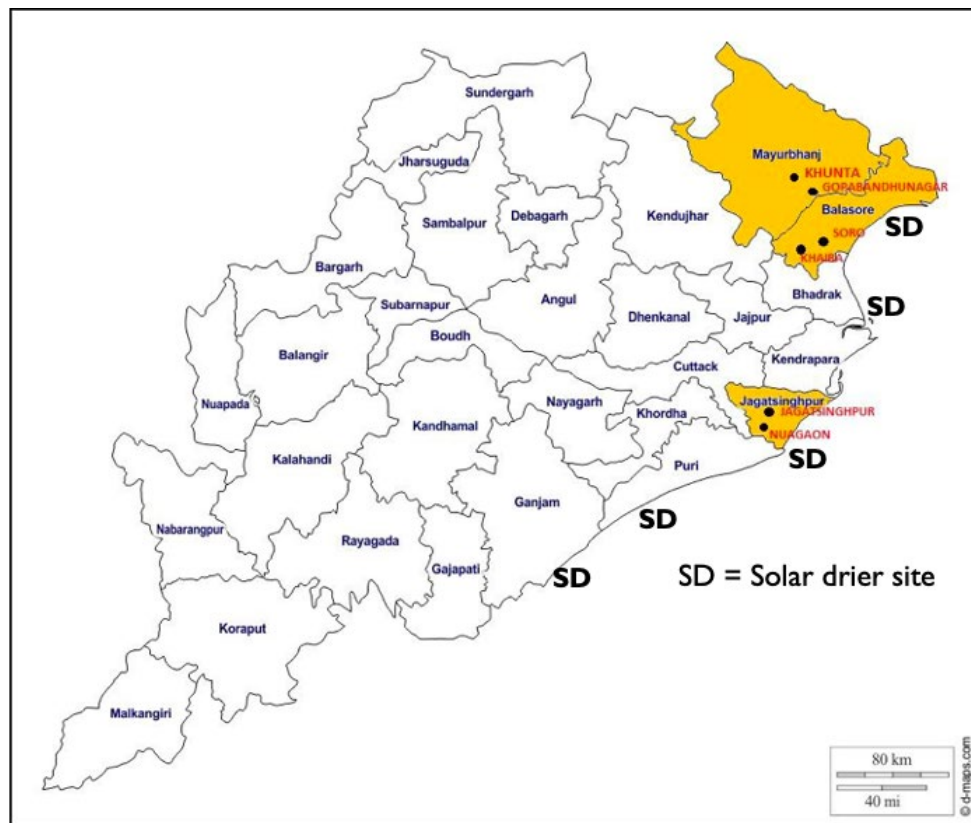 Sundergarh
Jharsuguda
Mayurbhanj
KHUNTA
GORABANDHUNAGAR
Sambalpur
Debagarh
Kendujhar
Balasore
SD
SORO
KHAIRA
Bargarh
Subarnapur
Angul
Bhadrak
SD
Dhenkanal
Jajpur
Boudh
Balangir
Cuttack
Kendrapara
Nuapada
Nayagarh
Khordha
Jagatsinghpur
JAGATSINGHPUR
NUAGAON
Kandhamal
Kalahandi
Puri
SD
Ganjam
SD
Nabarangpur
Rayagada
Gajapati
SD
SD = Solar drier site
Koraput
Malkangiri
80 km
40 mi
© d-maps.com